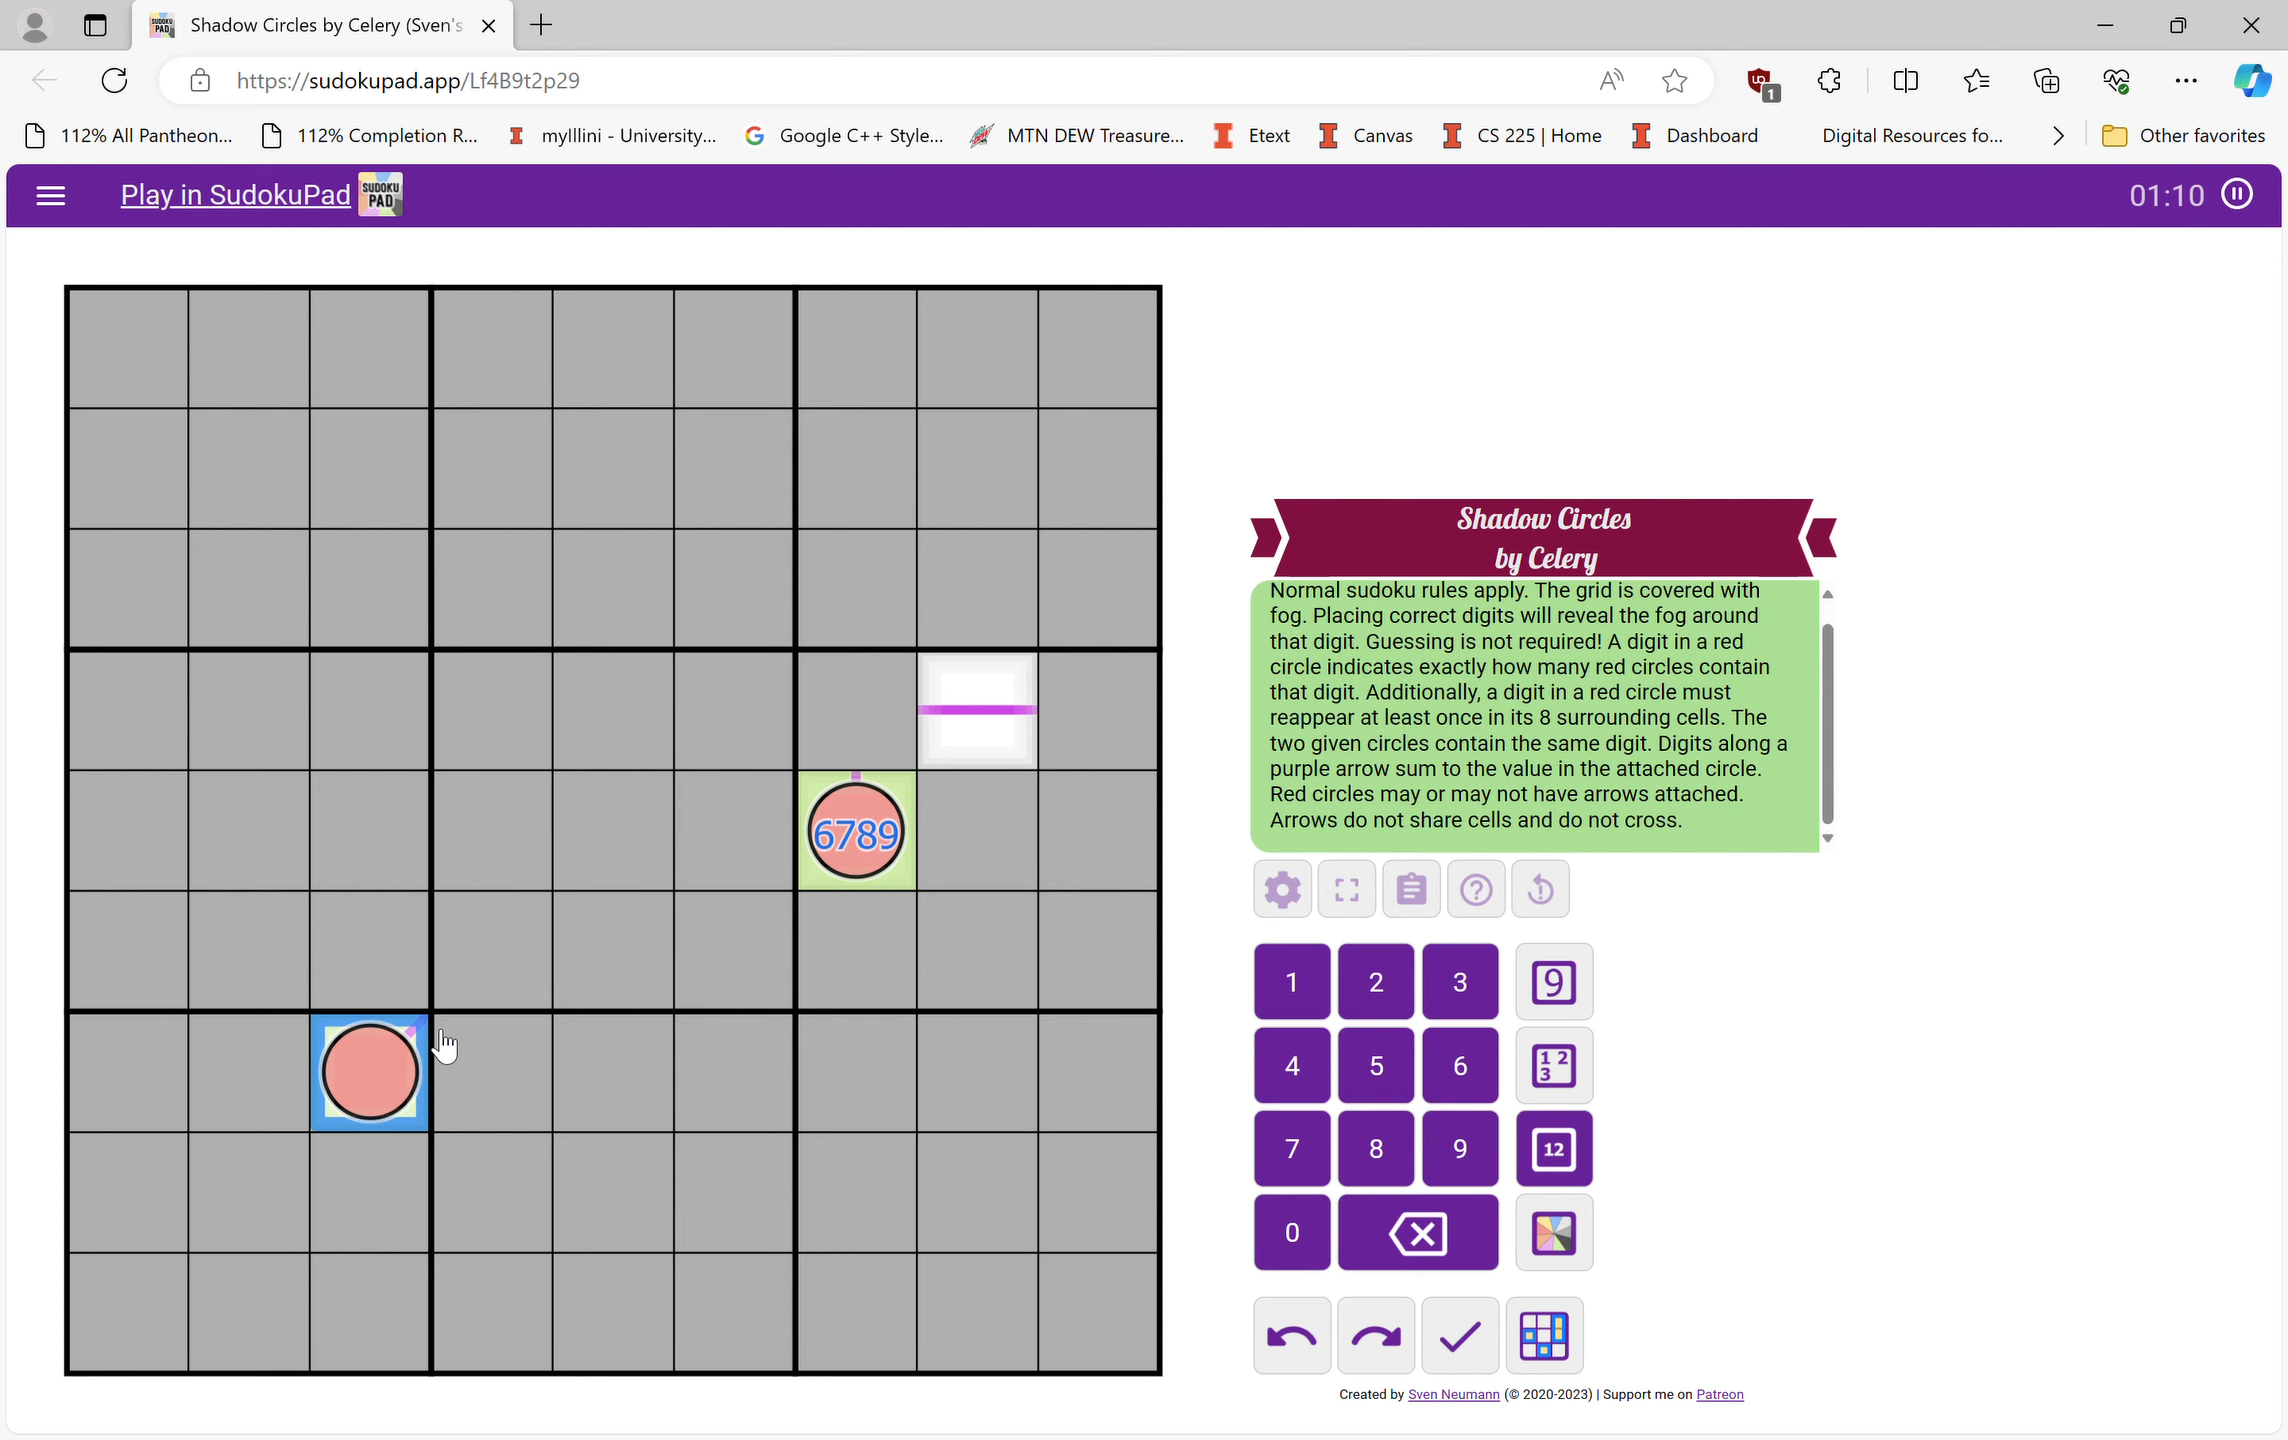 Shadow Circles by Celery (Sven's
https://sudokupad.app/Lf4B9t2p29
1
112% All Pantheon...
112% Completion R...
myIllini - University...
Google C++ Style...
MTN DEW Treasure...
Etext
Canvas
CS 225 | Home
Dashboard
Digital Resources fo...
Other favorites
Play in SudokuPad
SUDOKU
PAD
01:10
Shadow Circles
by Celery
Normal sudoku rules apply. The grid is covered with
fog. Placing correct digits will reveal the fog around
that digit. Guessing is not required! A digit in a red
circle indicates exactly how many red circles contain
that digit. Additionally, a digit in a red circle must
reappear at least once in its 8 surrounding cells. The
two given circles contain the same digit. Digits along a
purple arrow sum to the value in the attached circle.
Red circles may or may not have arrows attached.
Arrows do not share cells and do not cross.
6789
1 2 3 9
4 5 6 1 2 3
7 8 9 12
0
Created by Sven Neumann (© 2020-2023) | Support me on Patreon